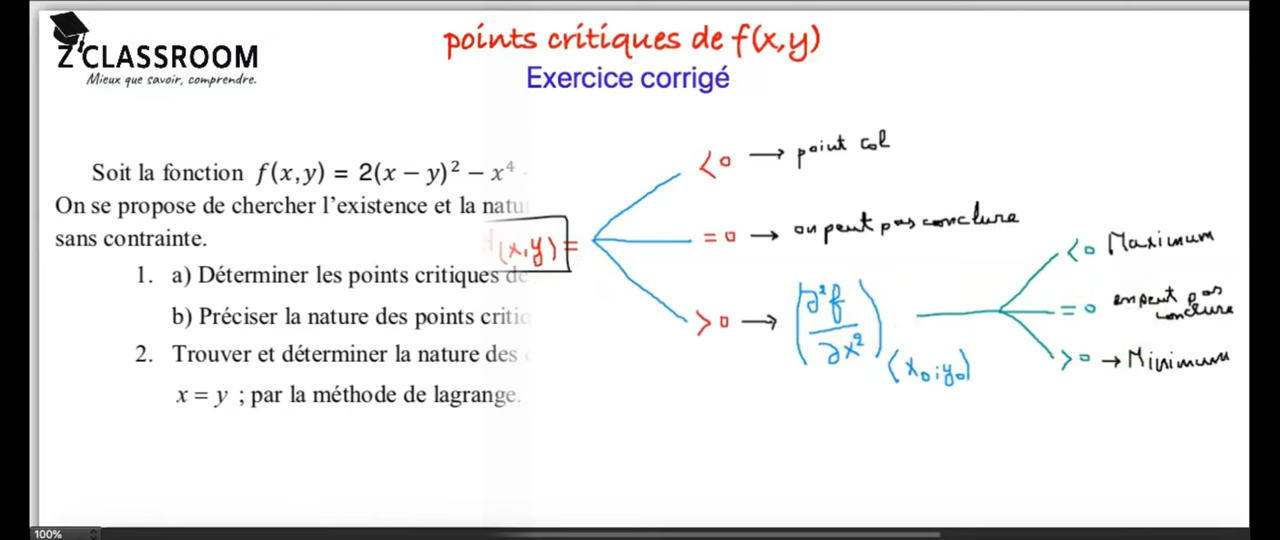 Z'CLASSROOM
Mieux que savoir, comprendre.
points critiques de f(x,y)
Exercice corrigé
Soit la fonction f(x,y) = 2(x − y)² − x⁴
On se propose de chercher l'existence et la natu
sans contrainte.
1. a) Déterminer les points critiques de
b) Préciser la nature des points critic
2. Trouver et déterminer la nature des
x = y ; par la méthode de lagrange.
(x,y) =
<0 → point col
=0 → on peut pas conclure
>0 → (∂²f/∂x²)(x₀;y₀)
<0 Maximum
=0 on peut pas
conclure
>0 → Minimum
100%